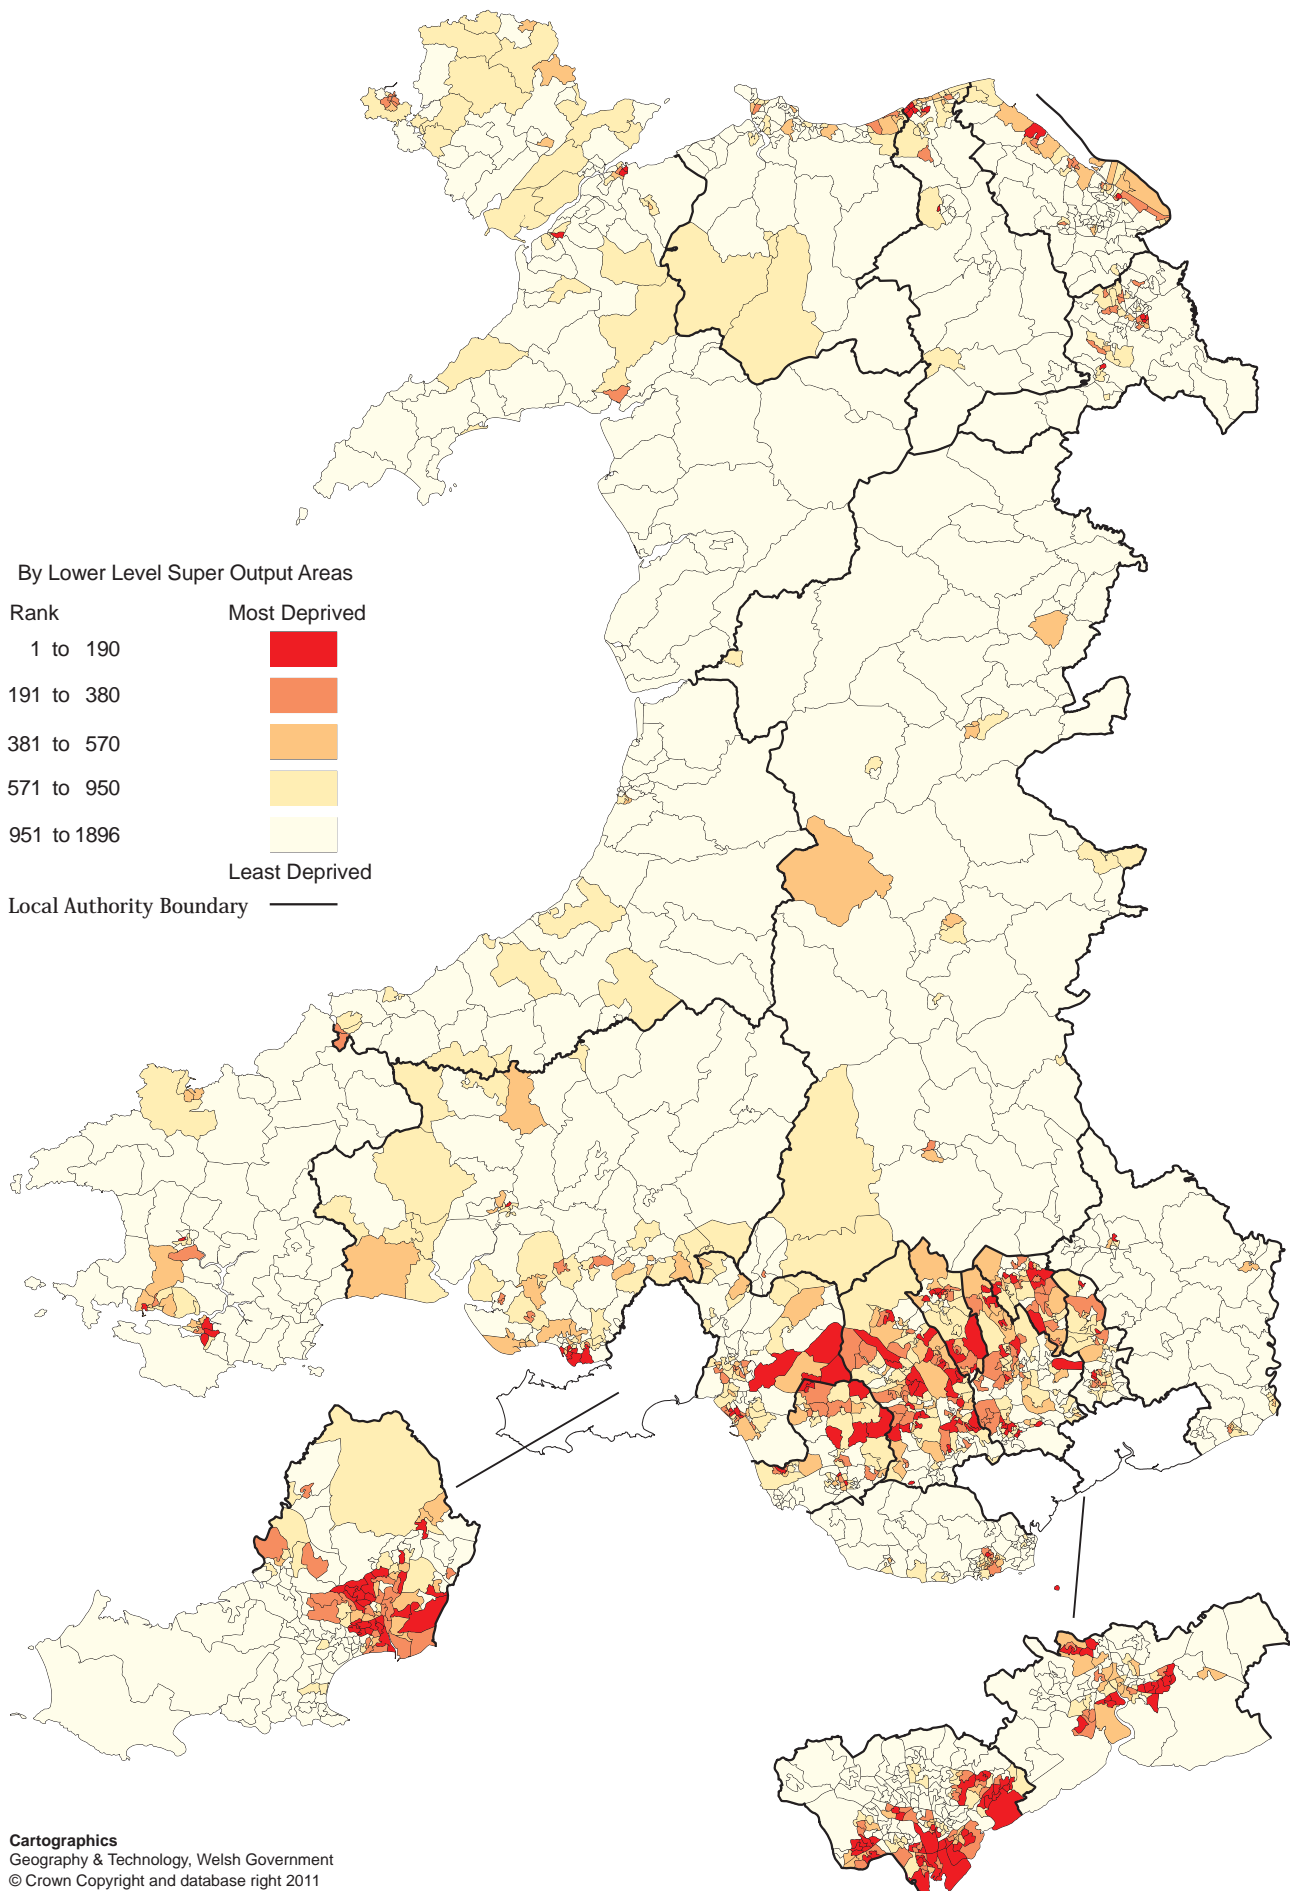 By Lower Level Super Output Areas
Rank Most Deprived
1 to 190
191 to 380
381 to 570
571 to 950
951 to 1896
Least Deprived
Local Authority Boundary
Cartographics
Geography & Technology, Welsh Government
© Crown Copyright and database right 2011